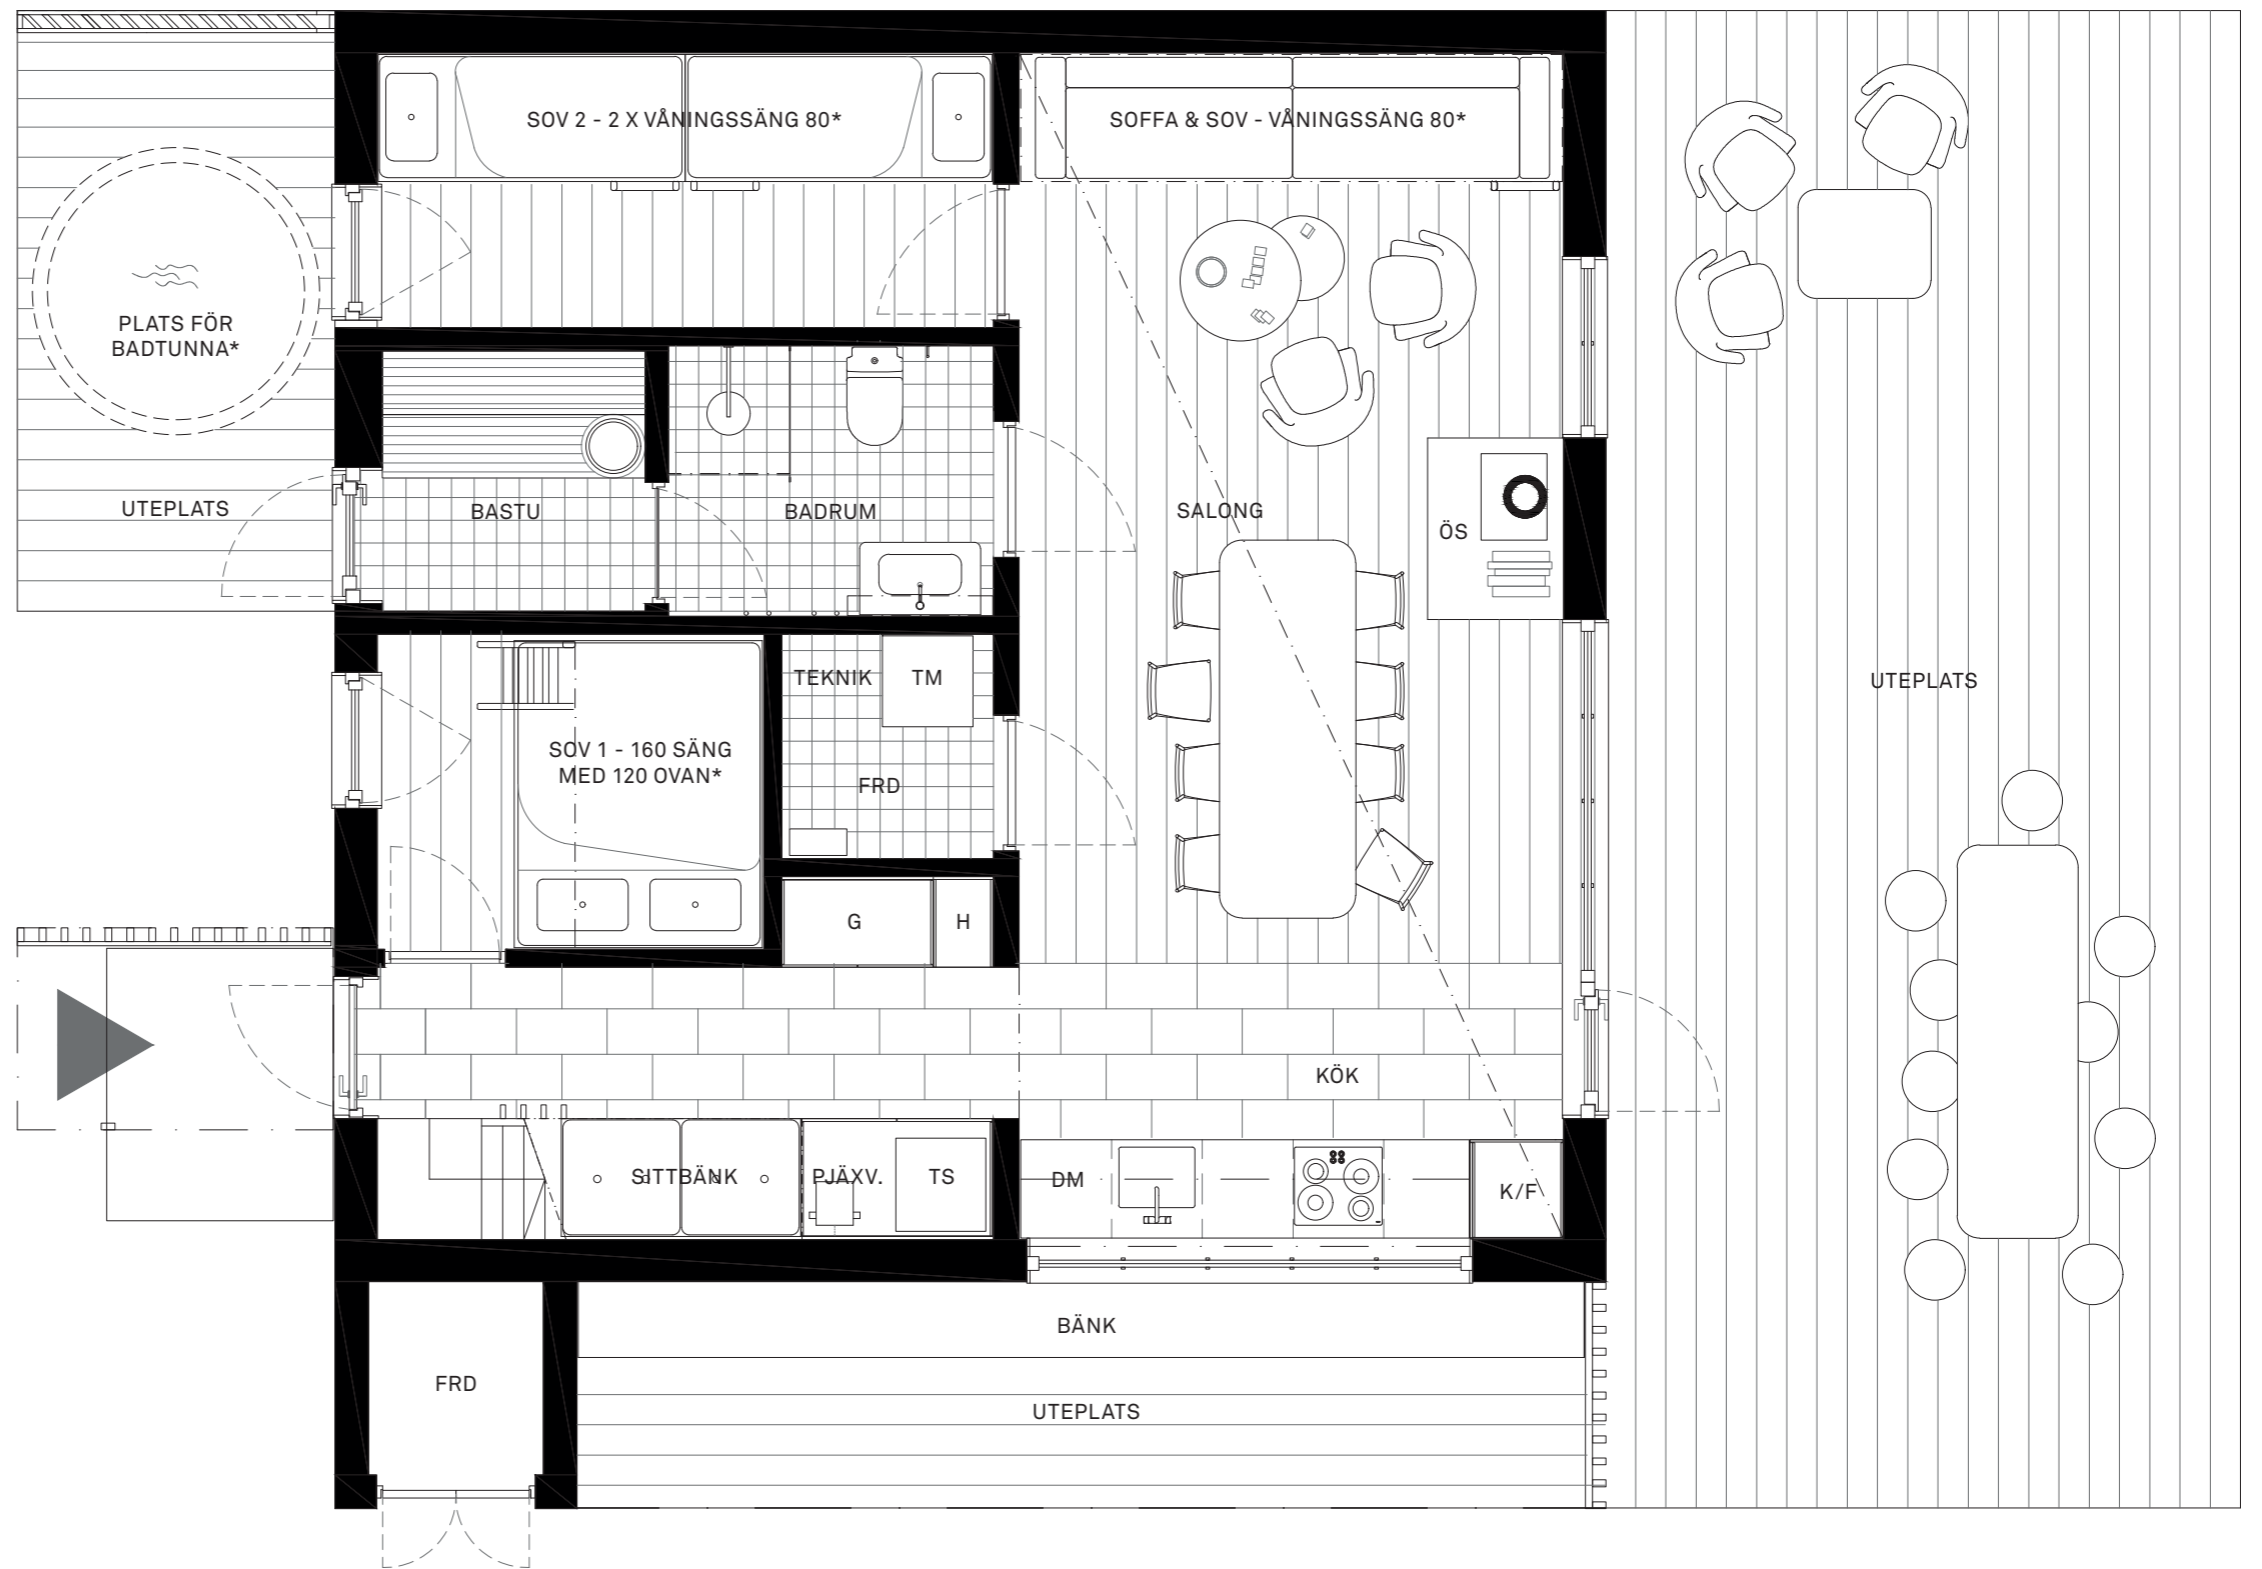 SOV 2 - 2 X VÅNINGSSÄNG 80*
SOFFA & SOV - VÅNINGSSÄNG 80*
PLATS FÖR
BADTUNNA*
UTEPLATS
BASTU
BADRUM
SALONG
ÖS
TEKNIK
TM
UTEPLATS
SOV 1 - 160 SÄNG
MED 120 OVAN*
FRD
G
H
KÖK
SITTBÄNK
PJÄXV.
TS
DM
K/F
BÄNK
FRD
UTEPLATS